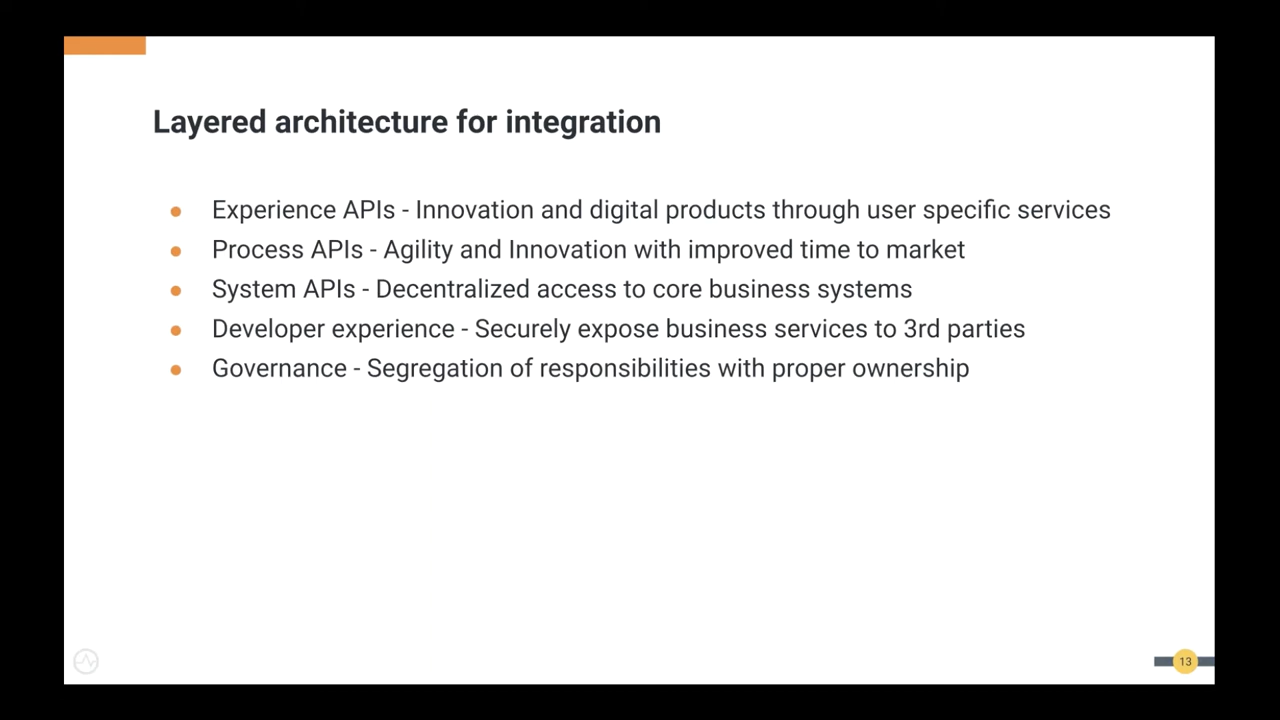 Layered architecture for integration
● Experience APIs - Innovation and digital products through user specific services
● Process APIs - Agility and Innovation with improved time to market
● System APIs - Decentralized access to core business systems
● Developer experience - Securely expose business services to 3rd parties
● Governance - Segregation of responsibilities with proper ownership
13